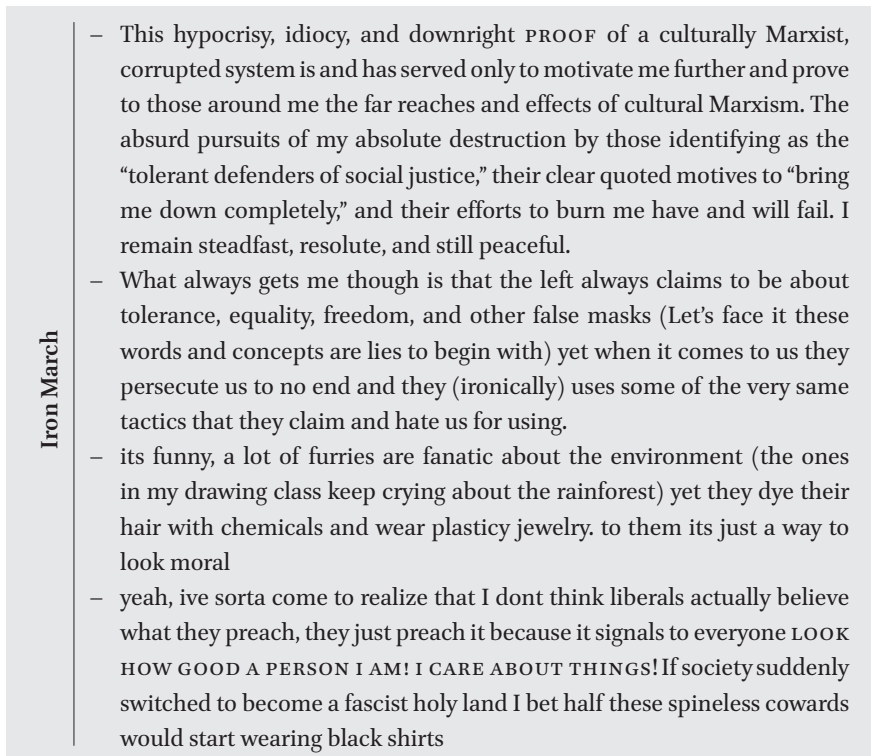 Iron March
– This hypocrisy, idiocy, and downright PROOF of a culturally Marxist,
corrupted system is and has served only to motivate me further and prove
to those around me the far reaches and effects of cultural Marxism. The
absurd pursuits of my absolute destruction by those identifying as the
“tolerant defenders of social justice,” their clear quoted motives to “bring
me down completely,” and their efforts to burn me have and will fail. I
remain steadfast, resolute, and still peaceful.
– What always gets me though is that the left always claims to be about
tolerance, equality, freedom, and other false masks (Let’s face it these
words and concepts are lies to begin with) yet when it comes to us they
persecute us to no end and they (ironically) uses some of the very same
tactics that they claim and hate us for using.
– its funny, a lot of furries are fanatic about the environment (the ones
in my drawing class keep crying about the rainforest) yet they dye their
hair with chemicals and wear plasticy jewelry. to them its just a way to
look moral
– yeah, ive sorta come to realize that I dont think liberals actually believe
what they preach, they just preach it because it signals to everyone LOOK
HOW GOOD A PERSON I AM! I CARE ABOUT THINGS! If society suddenly
switched to become a fascist holy land I bet half these spineless cowards
would start wearing black shirts